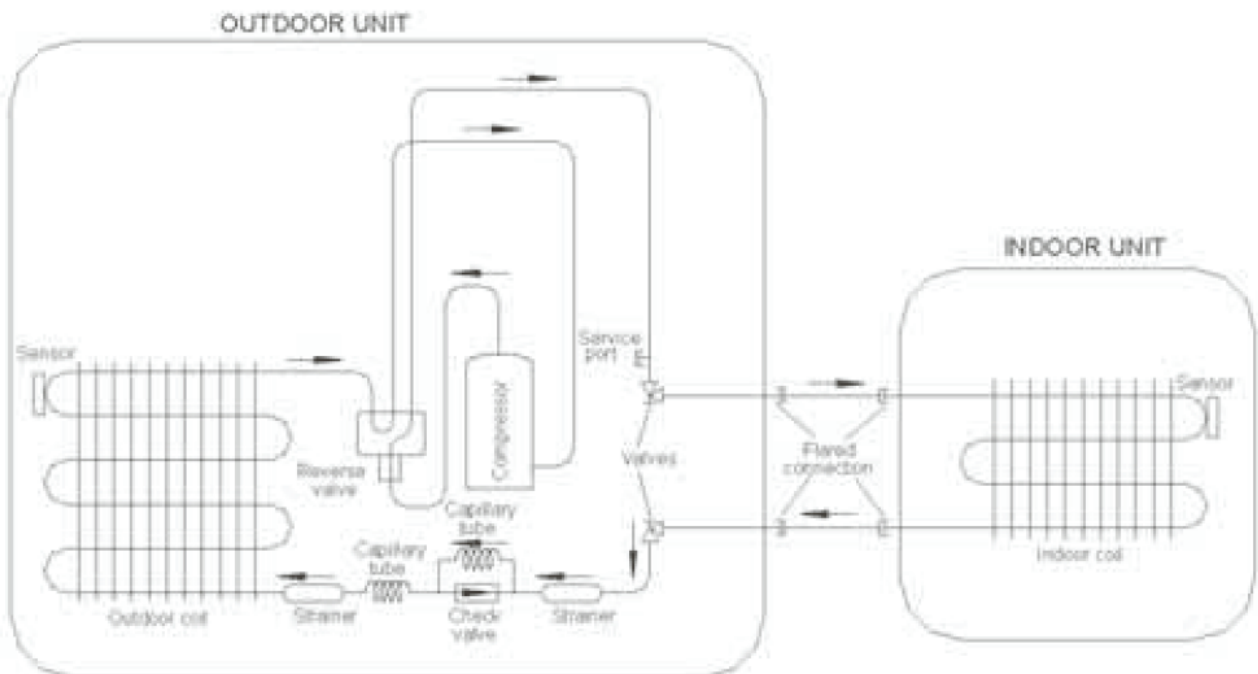 OUTDOOR UNIT
INDOOR UNIT
Service
port
Sensor
Sensor
Compressor
Reverse
valve
Valves
Flared
connection
Capillary
tube
Capillary
tube
Indoor coil
Outdoor coil
Strainer
Check
valve
Strainer